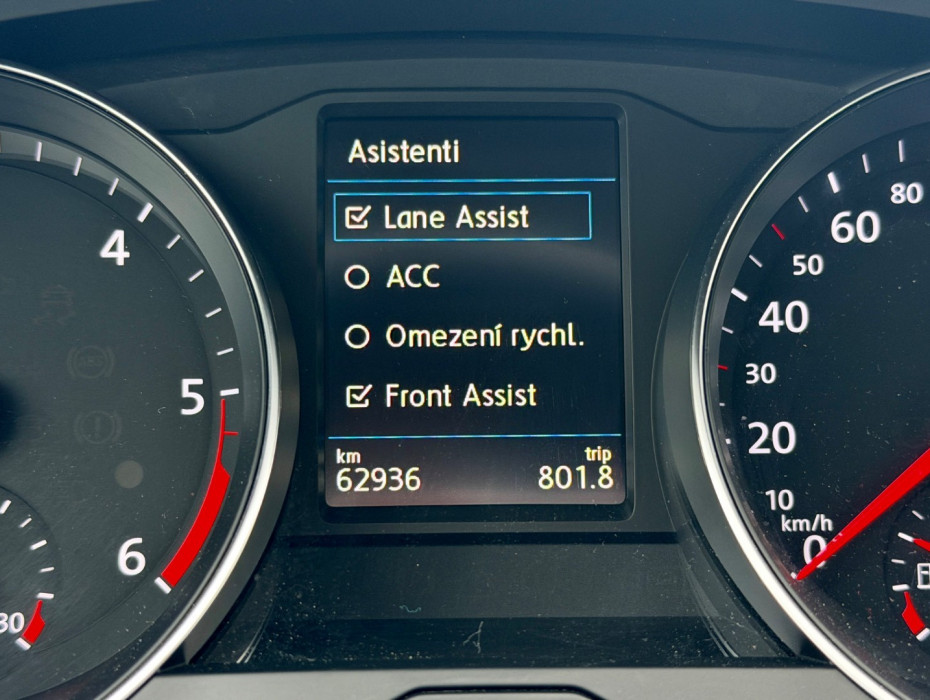 Asistenti
Lane Assist
ACC
Omezení rychl.
Front Assist
km trip
62936 801.8
4
5
6
30
80
60
50
40
30
20
10
km/h
0